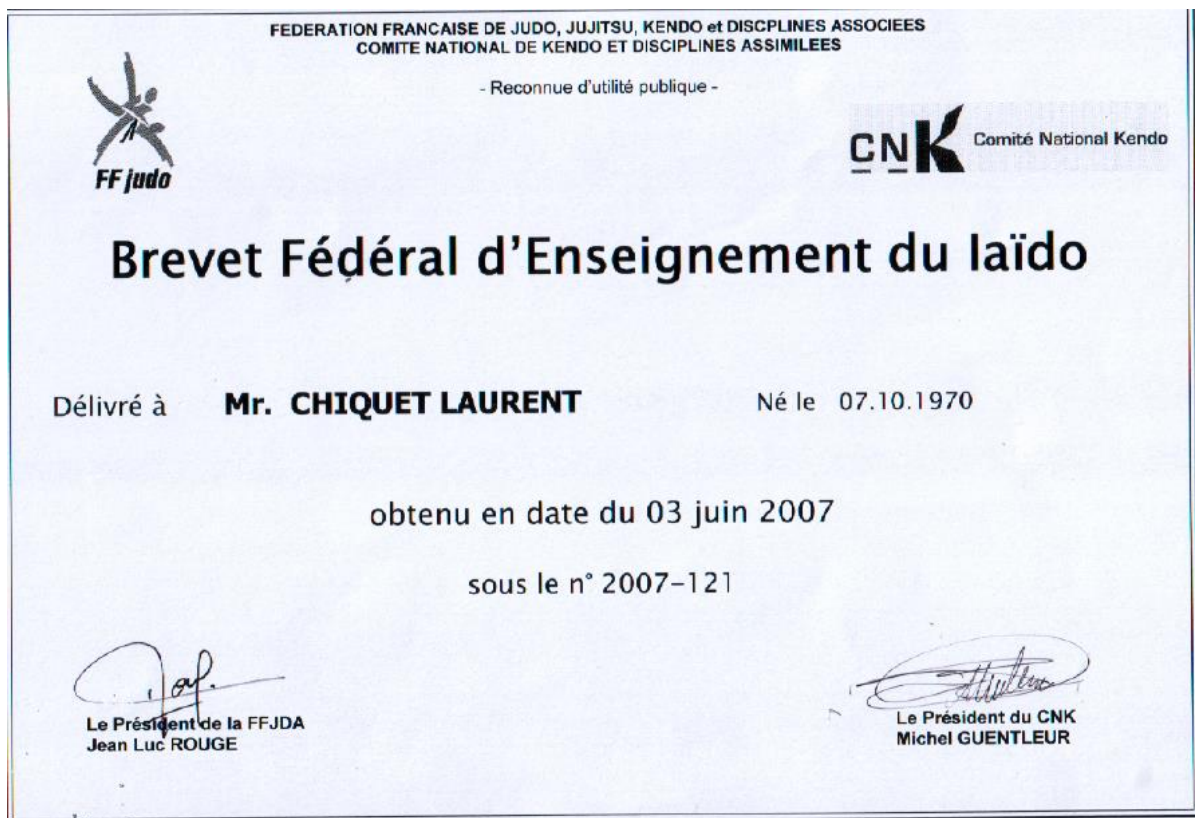 FEDERATION FRANCAISE DE JUDO, JUJITSU, KENDO et DISCPLINES ASSOCIEES
COMITE NATIONAL DE KENDO ET DISCIPLINES ASSIMILEES
- Reconnue d'utilité publique -
FF judo
CNK Comité National Kendo
Brevet Fédéral d'Enseignement du Iaïdo
Délivré à Mr. CHIQUET LAURENT Né le 07.10.1970
obtenu en date du 03 juin 2007
sous le n° 2007-121
Le Président de la FFJDA
Jean Luc ROUGE
Le Président du CNK
Michel GUENTLEUR